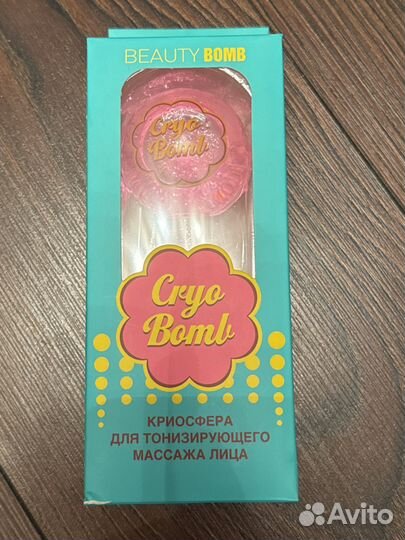 BEAUTY BOMB
Cryo
Bomb
Cryo
Bomb
КРИОСФЕРА
ДЛЯ ТОНИЗИРУЮЩЕГО
МАССАЖА ЛИЦА
Avito